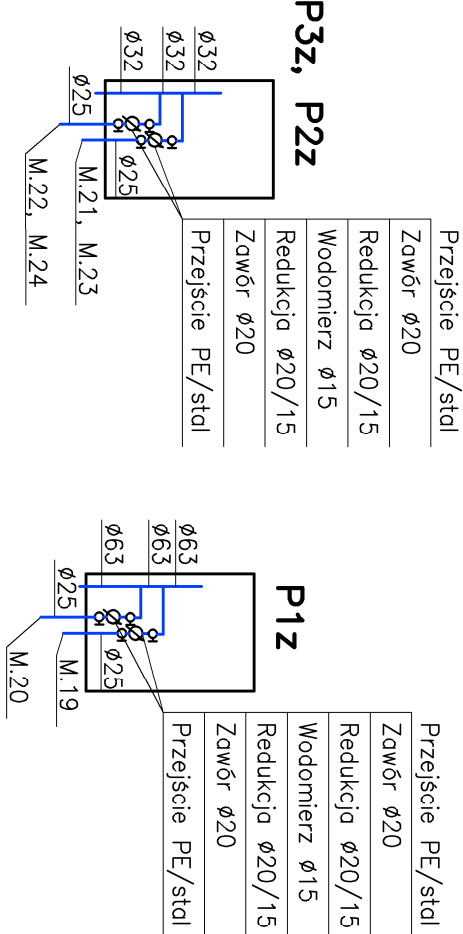 P3z, P2z
ø32
ø32
ø32
ø25
ø25
M.21, M.23
M.22, M.24
Przejście PE/stal
Zawór ø20
Redukcja ø20/15
Wodomierz ø15
Redukcja ø20/15
Zawór ø20
Przejście PE/stal
P1z
ø63
ø63
ø63
ø25
ø25
M.19
M.20
Przejście PE/stal
Zawór ø20
Redukcja ø20/15
Wodomierz ø15
Redukcja ø20/15
Zawór ø20
Przejście PE/stal